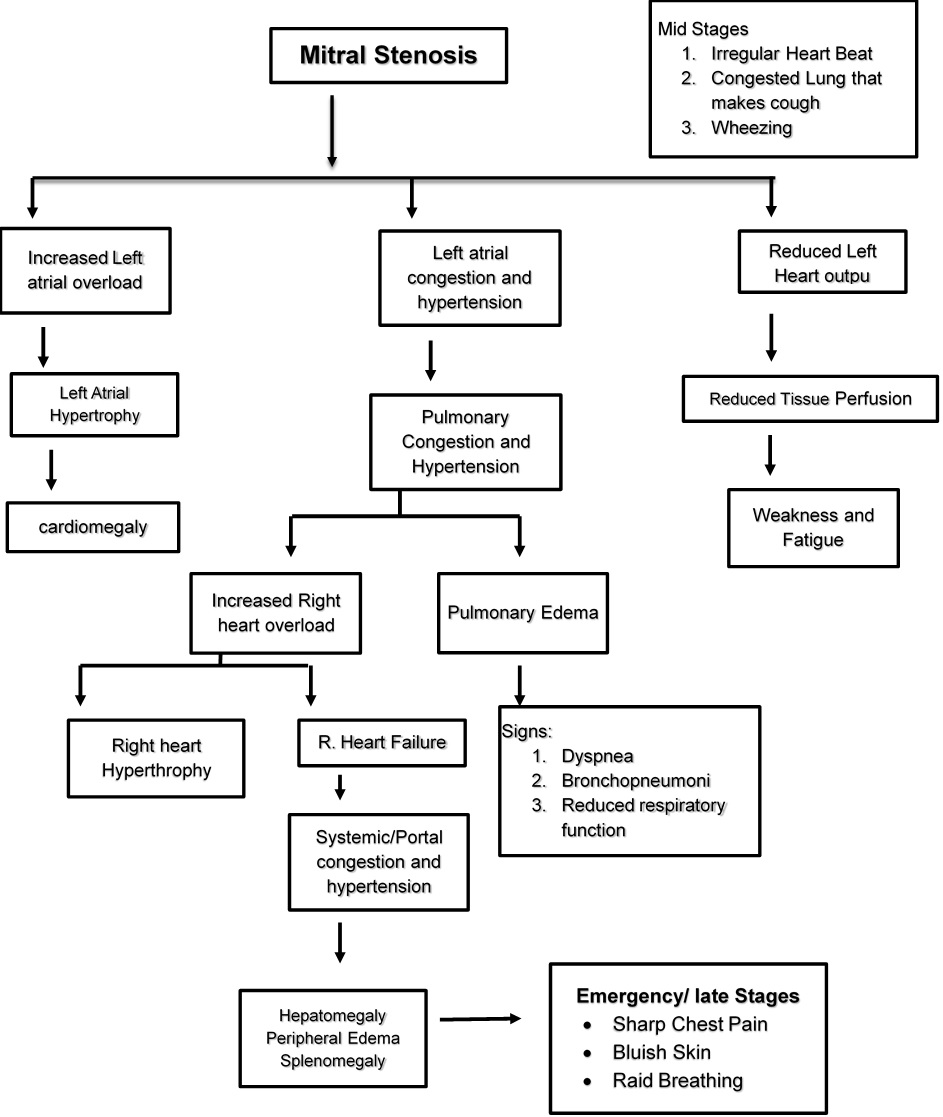 Mitral Stenosis
Mid Stages
1. Irregular Heart Beat
2. Congested Lung that
makes cough
3. Wheezing
Increased Left
atrial overload
Left atrial
congestion and
hypertension
Reduced Left
Heart outpu
Left Atrial
Hypertrophy
Pulmonary
Congestion and
Hypertension
Reduced Tissue Perfusion
cardiomegaly
Weakness and
Fatigue
Increased Right
heart overload
Pulmonary Edema
Right heart
Hyperthrophy
R. Heart Failure
Signs:
1. Dyspnea
2. Bronchopneumoni
3. Reduced respiratory
function
Systemic/Portal
congestion and
hypertension
Hepatomegaly
Peripheral Edema
Splenomegaly
Emergency/ late Stages
• Sharp Chest Pain
• Bluish Skin
• Raid Breathing